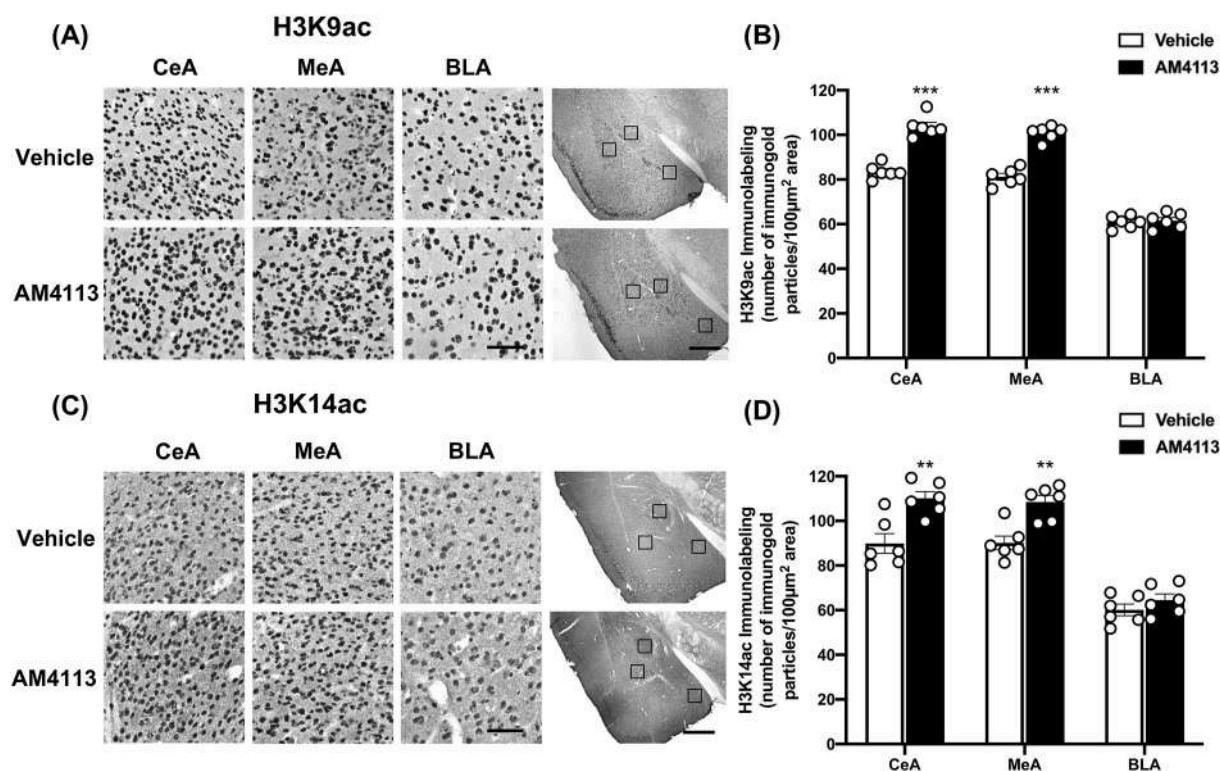 (A)
H3K9ac
CeA MeA BLA
Vehicle
AM4113
(B)
Vehicle
AM4113
H3K9ac Immunolabeling
(number of immunogold
particles/100µm² area)
120
100
80
60
40
20
0
*** ***
CeA MeA BLA
(C)
H3K14ac
CeA MeA BLA
Vehicle
AM4113
(D)
Vehicle
AM4113
H3K14ac Immunolabeling
(number of immunogold
particles/100µm² area)
120
100
80
60
40
20
0
** **
CeA MeA BLA